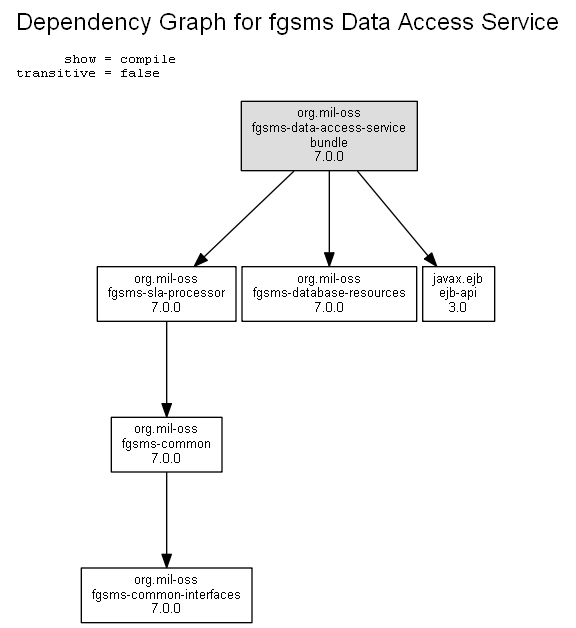 Dependency Graph for fgsms Data Access Service
show = compile
transitive = false
org.mil-oss
fgsms-data-access-service
bundle
7.0.0
org.mil-oss
fgsms-sla-processor
7.0.0
org.mil-oss
fgsms-database-resources
7.0.0
javax.ejb
ejb-api
3.0
org.mil-oss
fgsms-common
7.0.0
org.mil-oss
fgsms-common-interfaces
7.0.0